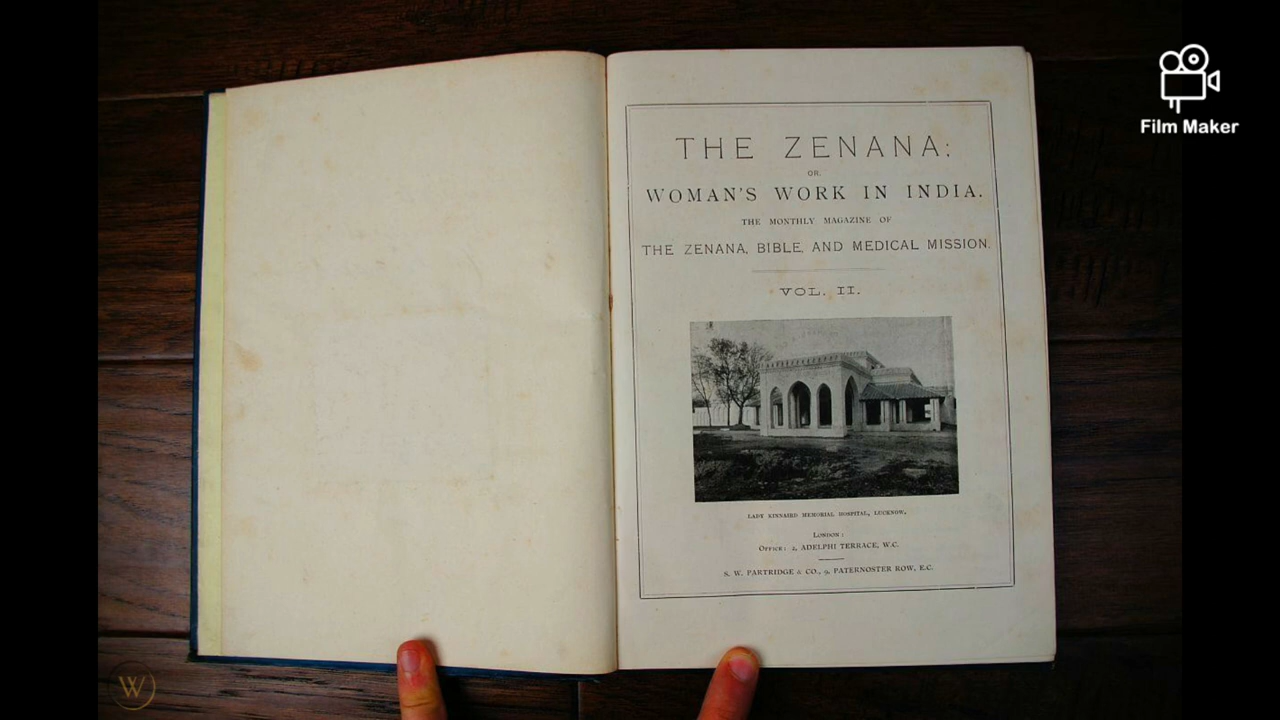 THE ZENANA:
OR,
WOMAN'S WORK IN INDIA.
THE MONTHLY MAGAZINE OF
THE ZENANA, BIBLE, AND MEDICAL MISSION.
VOL. II.
LADY KINNAIRD MEMORIAL HOSPITAL, LUCKNOW.
LONDON:
OFFICE: 2, ADELPHI TERRACE, W.C.
S. W. PARTRIDGE & CO., 9, PATERNOSTER ROW, E.C.
Film Maker
W